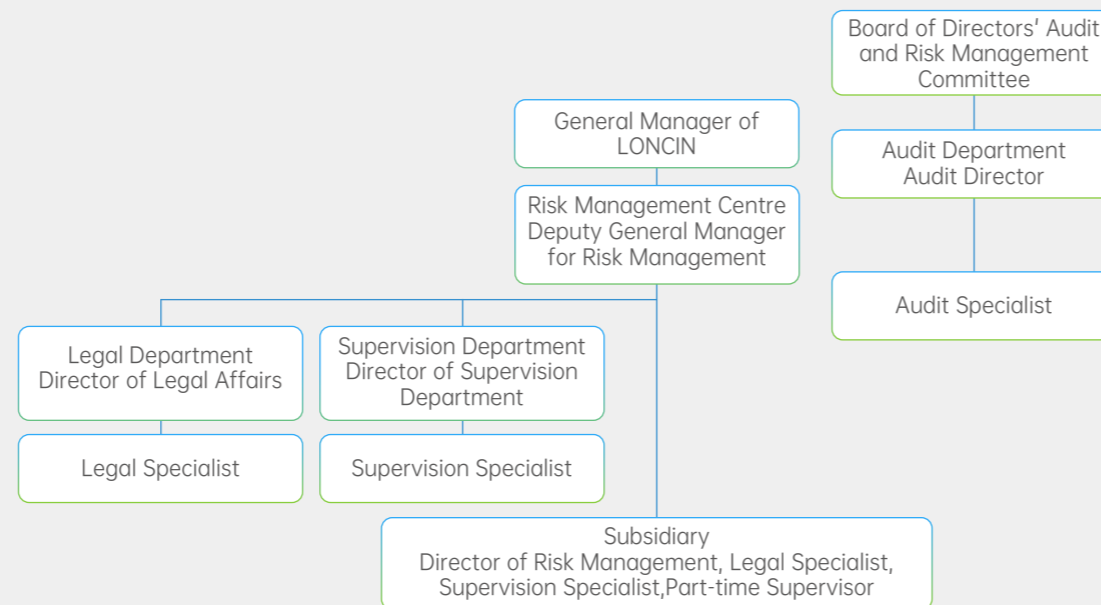 Board of Directors' Audit
and Risk Management
Committee
General Manager of
LONCIN
Audit Department
Audit Director
Risk Management Centre
Deputy General Manager
for Risk Management
Audit Specialist
Legal Department
Director of Legal Affairs
Supervision Department
Director of Supervision
Department
Legal Specialist
Supervision Specialist
Subsidiary
Director of Risk Management, Legal Specialist,
Supervision Specialist,Part-time Supervisor